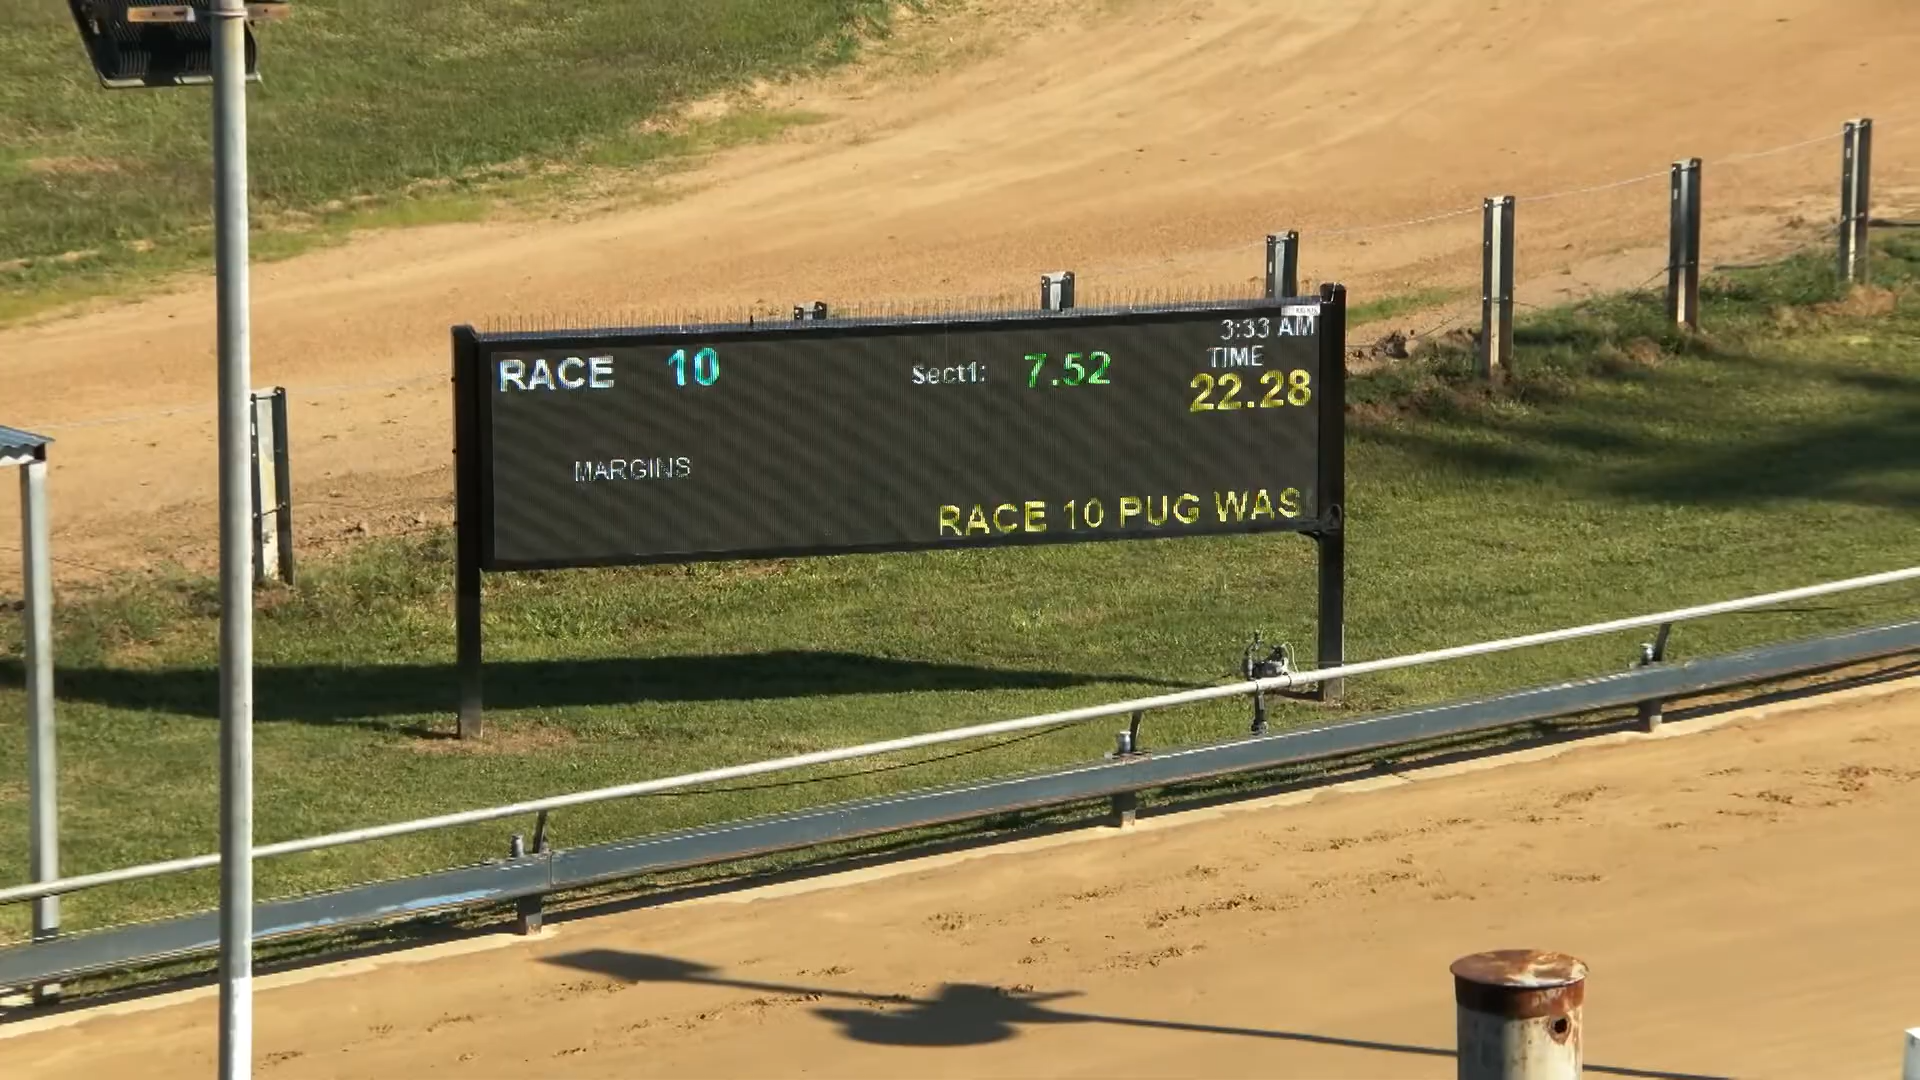 3:33 AM
RACE 10 Sect1: 7.52 TIME
22.28
MARGINS
RACE 10 PUG WAS